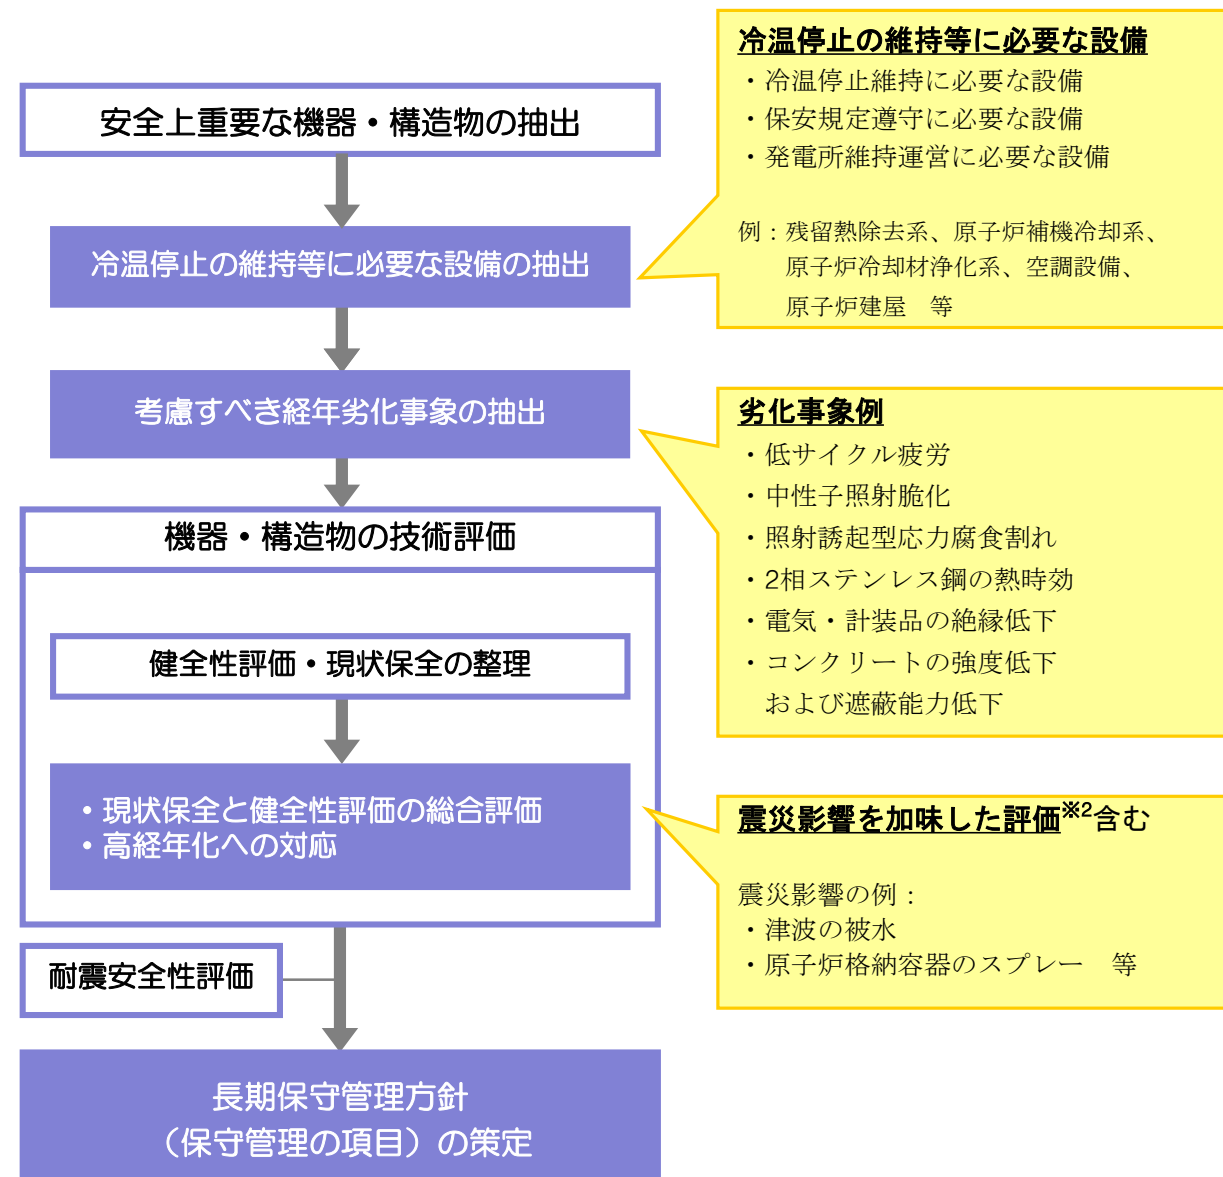 安全上重要な機器・構造物の抽出
冷温停止の維持等に必要な設備の抽出
考慮すべき経年劣化事象の抽出
機器・構造物の技術評価
健全性評価・現状保全の整理
・現状保全と健全性評価の総合評価
・高経年化への対応
耐震安全性評価
長期保守管理方針
（保守管理の項目）の策定
冷温停止の維持等に必要な設備
・冷温停止維持に必要な設備
・保安規定遵守に必要な設備
・発電所維持運営に必要な設備
例：残留熱除去系、原子炉補機冷却系、
原子炉冷却材浄化系、空調設備、
原子炉建屋　等
劣化事象例
・低サイクル疲労
・中性子照射脆化
・照射誘起型応力腐食割れ
・2相ステンレス鋼の熱時効
・電気・計装品の絶縁低下
・コンクリートの強度低下
および遮蔽能力低下
震災影響を加味した評価※2含む
震災影響の例：
・津波の被水
・原子炉格納容器のスプレー　等